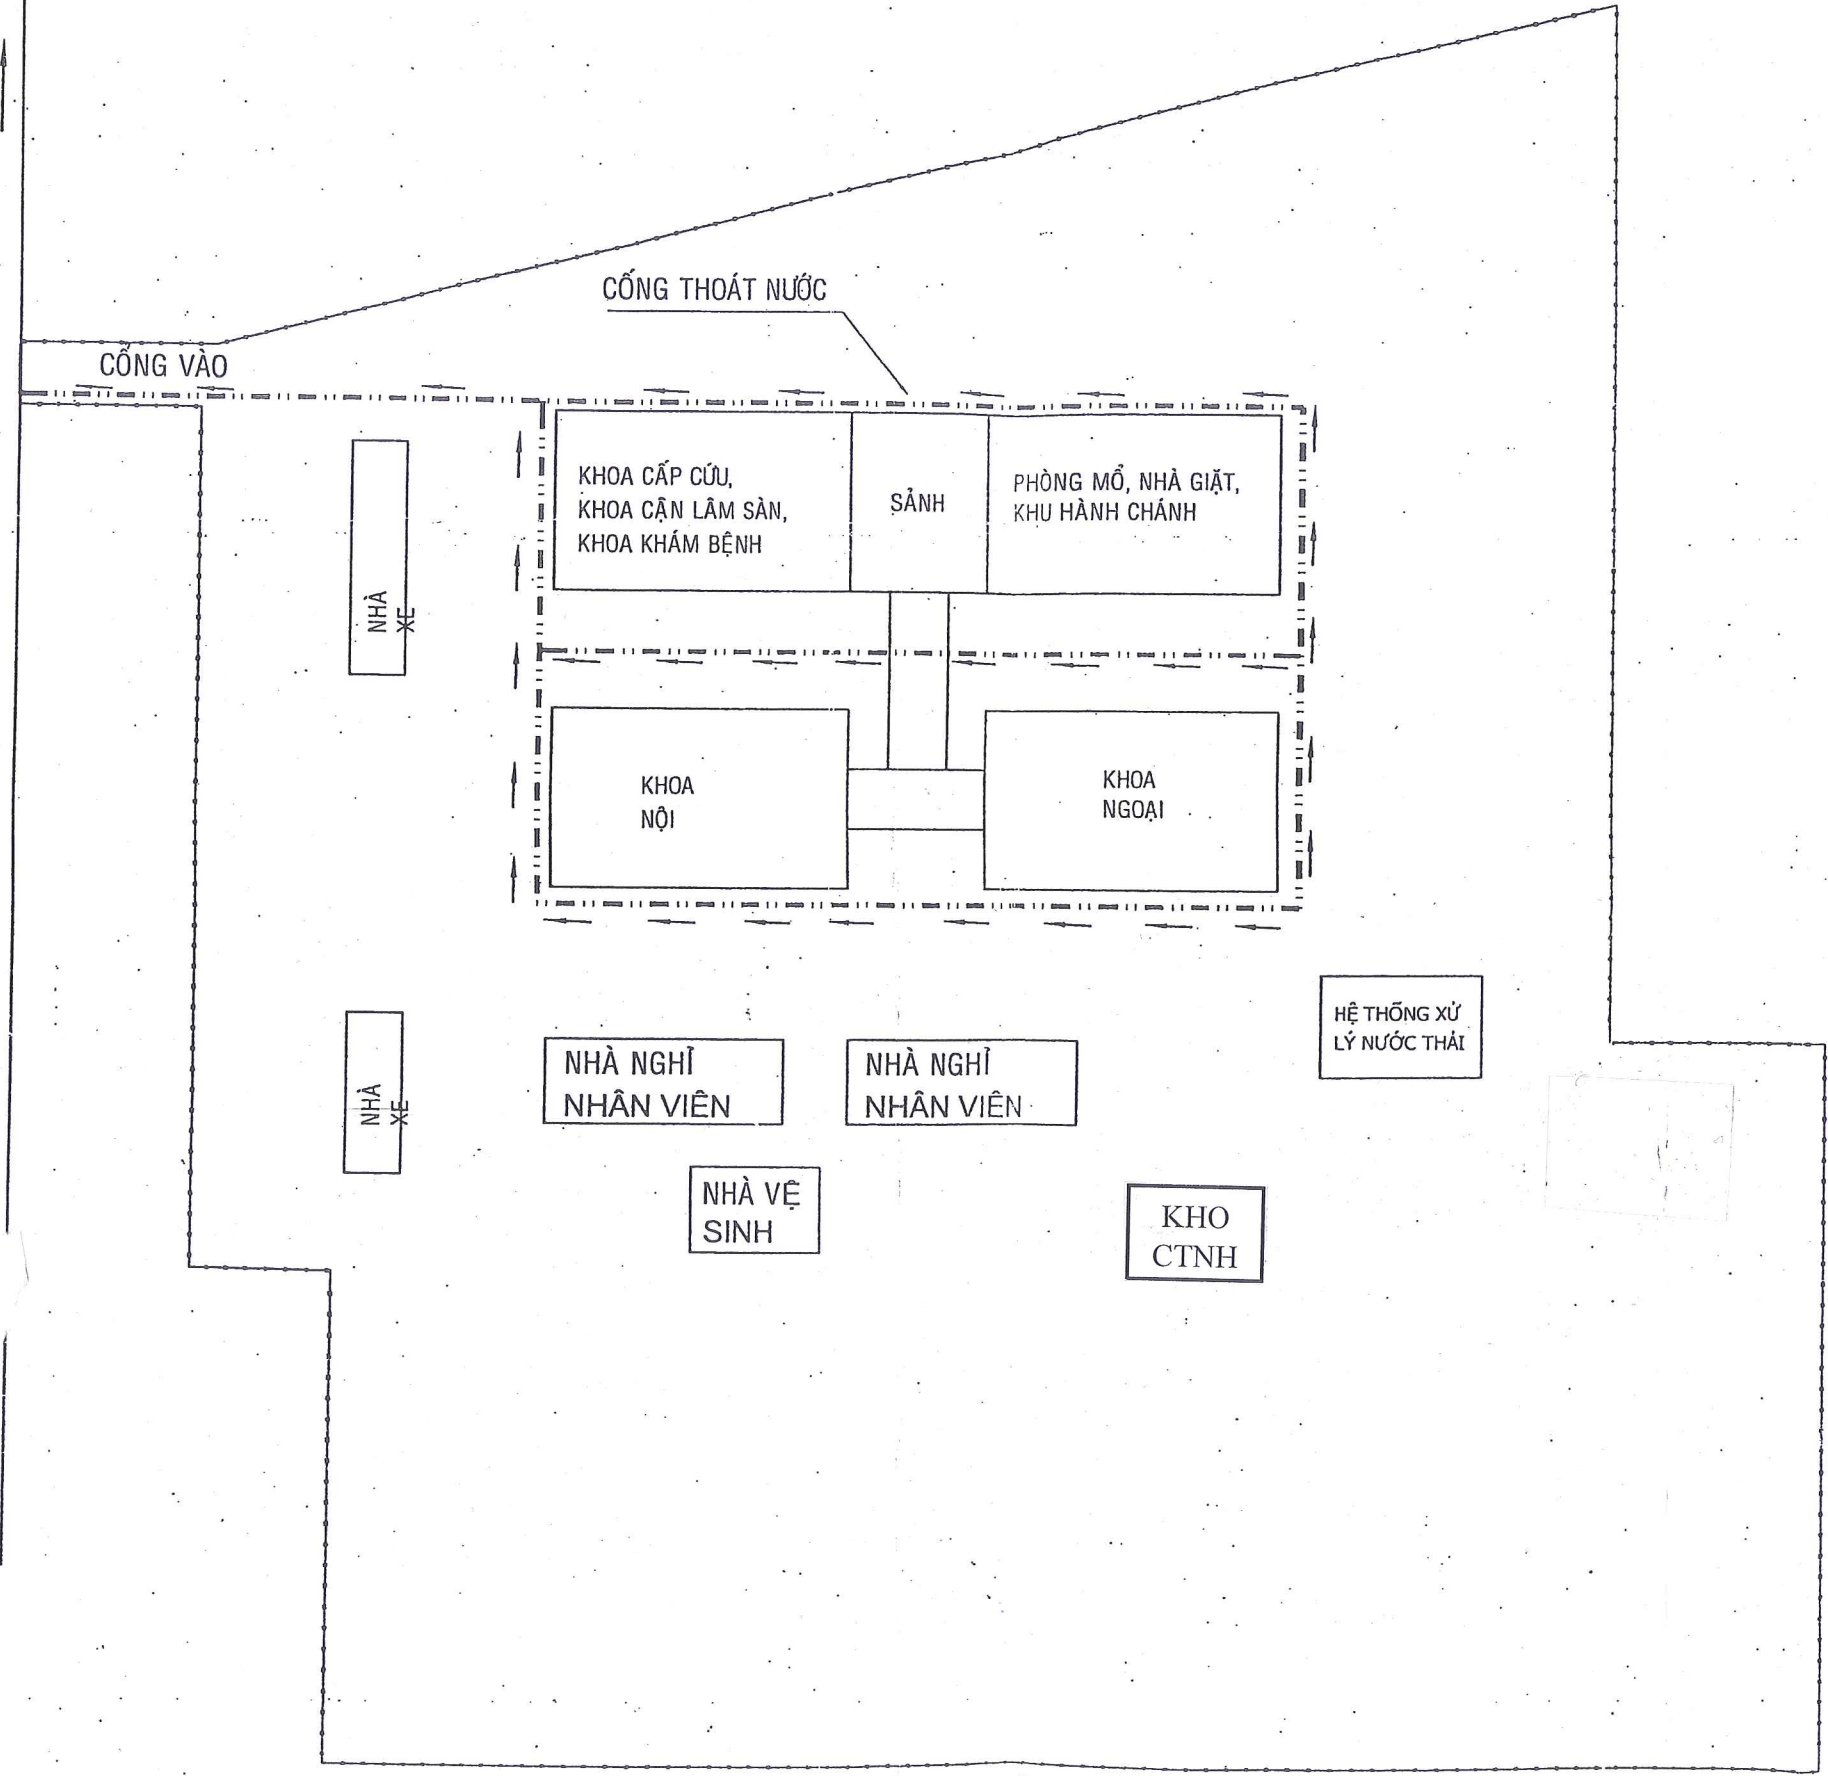 CỐNG THOÁT NƯỚC
CỔNG VÀO
KHOA CẤP CỨU,
KHOA CẬN LÂM SÀN,
KHOA KHÁM BỆNH
SẢNH
PHÒNG MỔ, NHÀ GIẶT,
KHU HÀNH CHÁNH
NHÀ
XE
KHOA
NỘI
KHOA
NGOẠI
HỆ THỐNG XỬ
LÝ NƯỚC THẢI
NHÀ NGHỈ
NHÂN VIÊN
NHÀ NGHỈ
NHÂN VIÊN
NHÀ
XE
NHÀ VỆ
SINH
KHO
CTNH